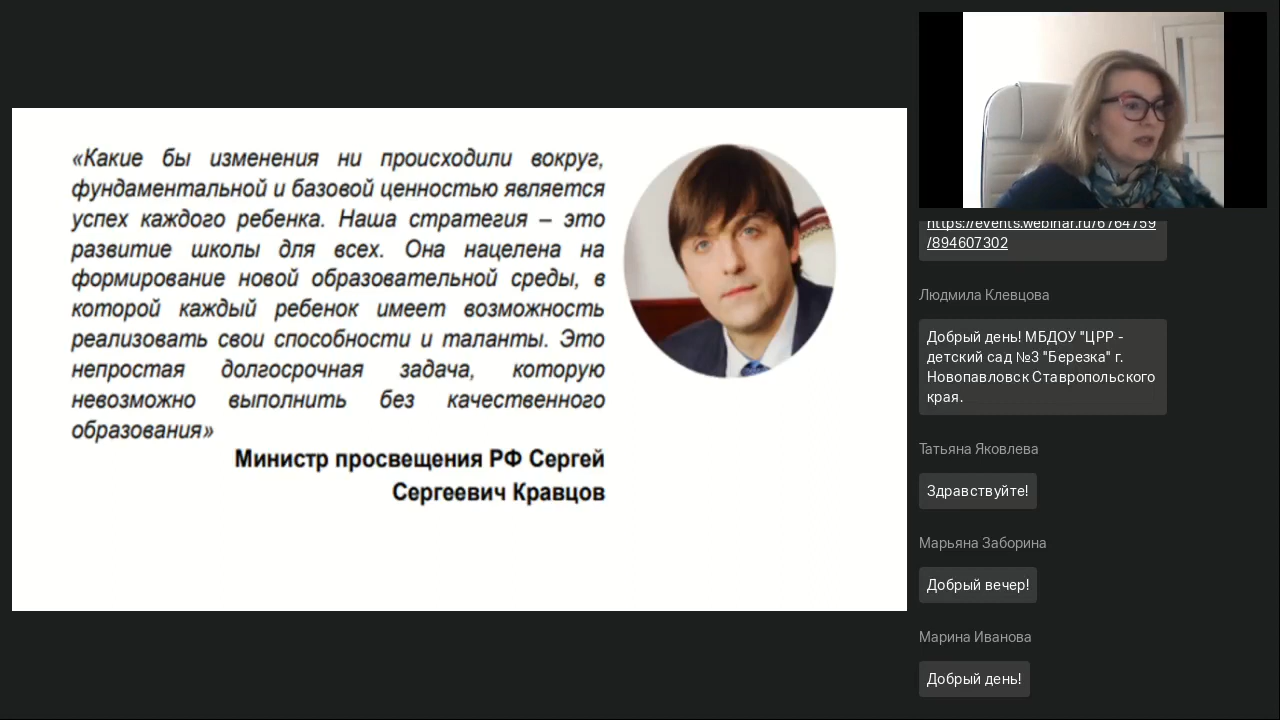 «Какие бы изменения ни происходили вокруг,
фундаментальной и базовой ценностью является
успех каждого ребенка. Наша стратегия – это
развитие школы для всех. Она нацелена на
формирование новой образовательной среды, в
которой каждый ребенок имеет возможность
реализовать свои способности и таланты. Это
непростая долгосрочная задача, которую
невозможно выполнить без качественного
образования»
Министр просвещения РФ Сергей
Сергеевич Кравцов
https://events.webinar.ru/6764759
/894607302
Людмила Клевцова
Добрый день! МБДОУ "ЦРР -
детский сад №3 "Березка" г.
Новопавловск Ставропольского
края.
Татьяна Яковлева
Здравствуйте!
Марьяна Заборина
Добрый вечер!
Марина Иванова
Добрый день!